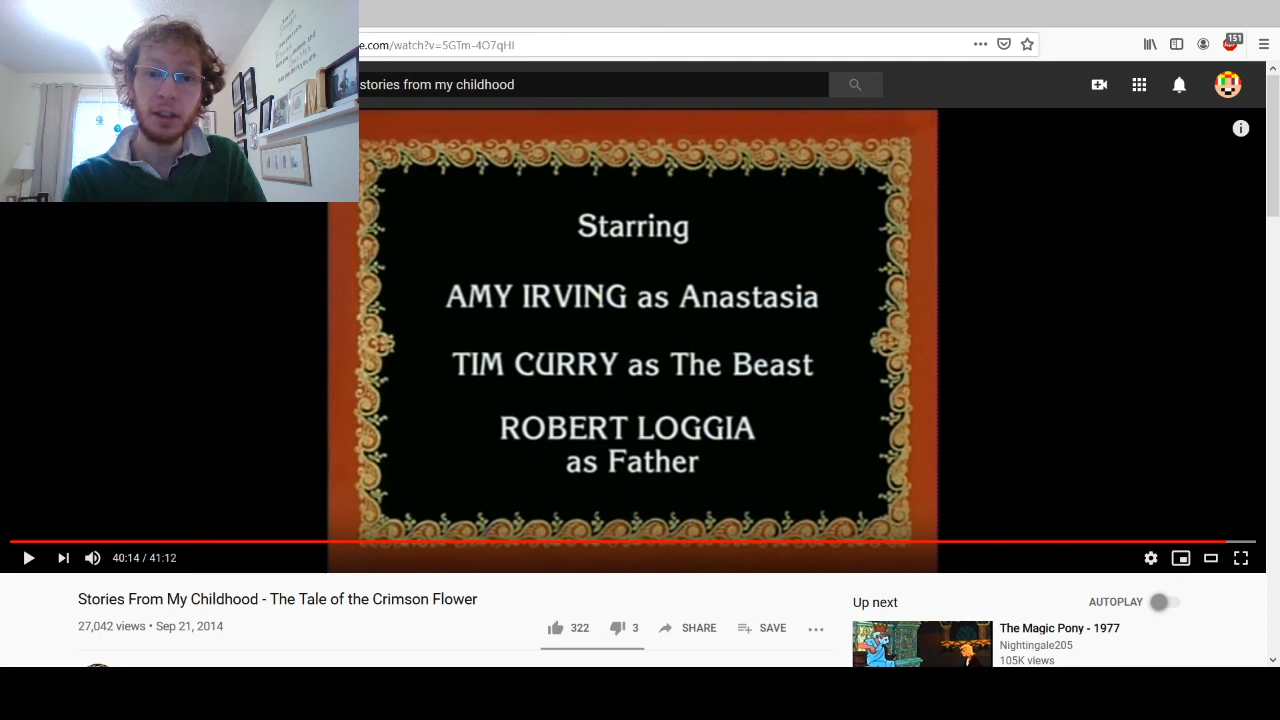 e.com/watch?v=5GTm-4O7qHI
151
stories from my childhood
Starring
AMY IRVING as Anastasia
TIM CURRY as The Beast
ROBERT LOGGIA
as Father
40:14 / 41:12
Stories From My Childhood - The Tale of the Crimson Flower
27,042 views • Sep 21, 2014
322
3
SHARE
SAVE
Up next
AUTOPLAY
The Magic Pony - 1977
Nightingale205
105K views